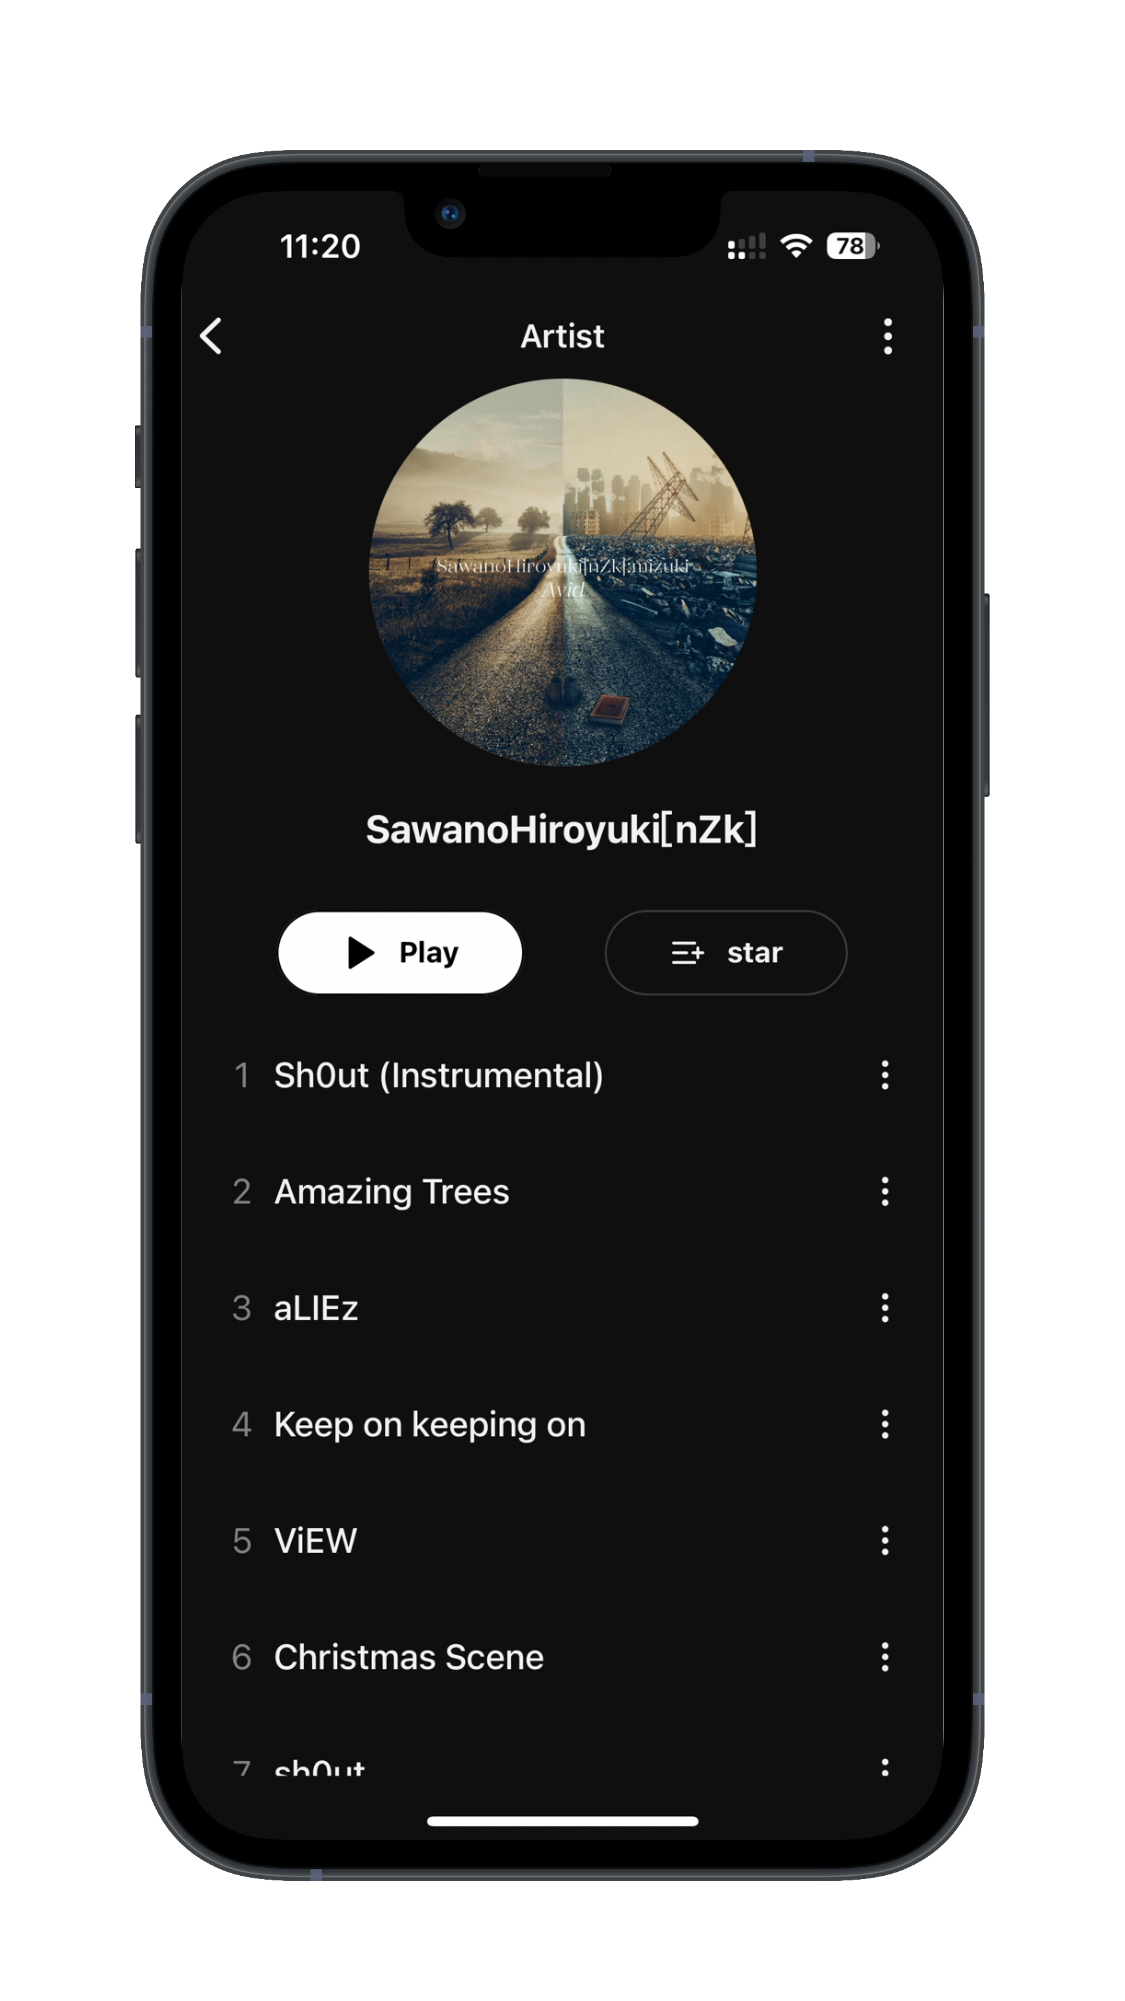 11:20
78
Artist
SawanoHiroyuki[nZk]:mizuki
Avid
SawanoHiroyuki[nZk]
Play
star
1 Sh0ut (Instrumental)
2 Amazing Trees
3 aLIEz
4 Keep on keeping on
5 ViEW
6 Christmas Scene
7 sh0ut